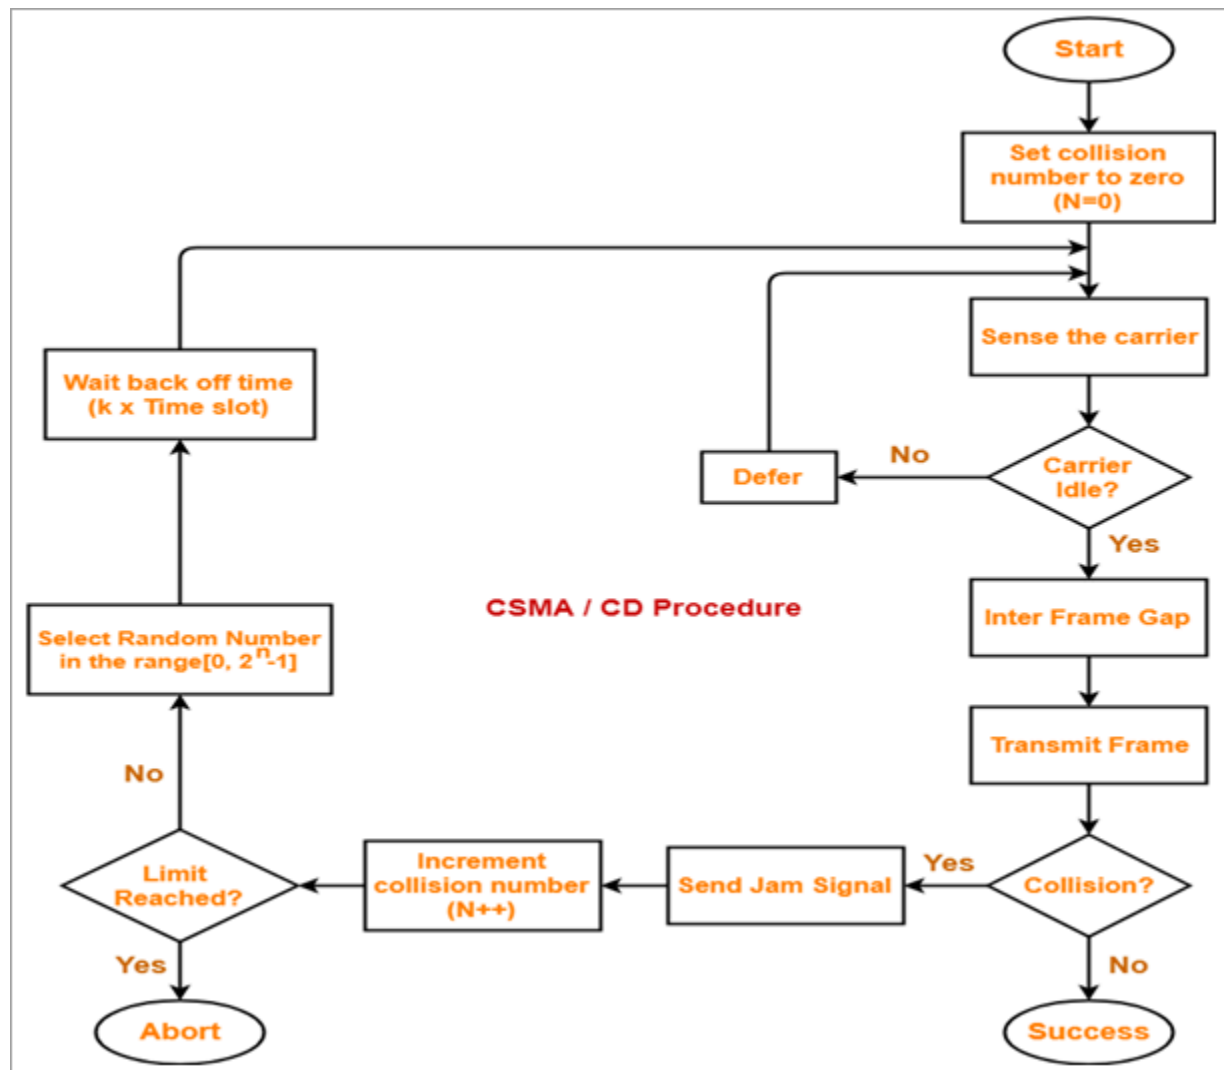 Start
Set collision
number to zero
(N=0)
Sense the carrier
Carrier
Idle?
No
Defer
Yes
Inter Frame Gap
Transmit Frame
Collision?
No
Success
Yes
Send Jam Signal
Increment
collision number
(N++)
Limit
Reached?
Yes
Abort
No
Select Random Number
in the range[0, 2^n-1]
Wait back off time
(k x Time slot)
CSMA / CD Procedure